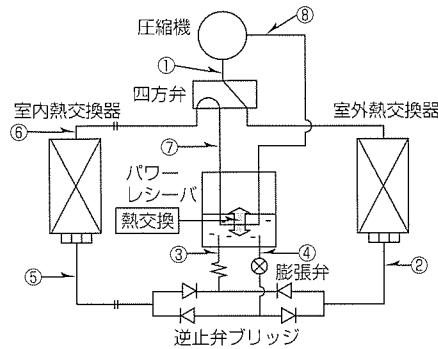 圧縮機
⑧
①
四方弁
室内熱交換器
室外熱交換器
⑥
⑦
パワー
レシーバ
熱交換
③
④
膨張弁
⑤
②
逆止弁ブリッジ